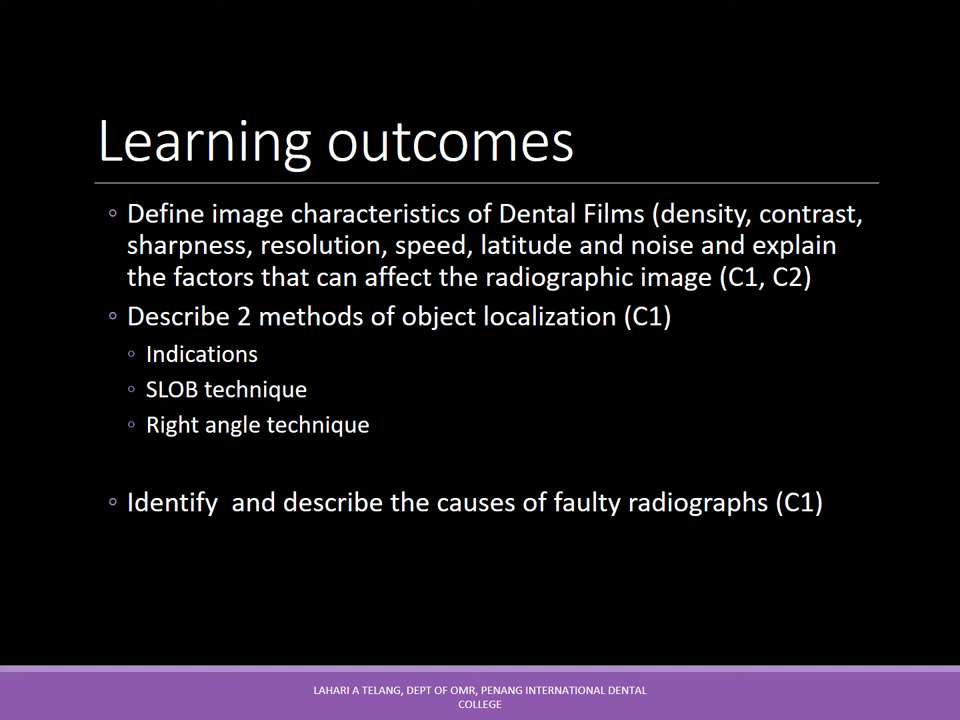 Learning outcomes
◦ Define image characteristics of Dental Films (density, contrast,
sharpness, resolution, speed, latitude and noise and explain
the factors that can affect the radiographic image (C1, C2)
◦ Describe 2 methods of object localization (C1)
◦ Indications
◦ SLOB technique
◦ Right angle technique
◦ Identify  and describe the causes of faulty radiographs (C1)
LAHARI A TELANG, DEPT OF OMR, PENANG INTERNATIONAL DENTAL
COLLEGE